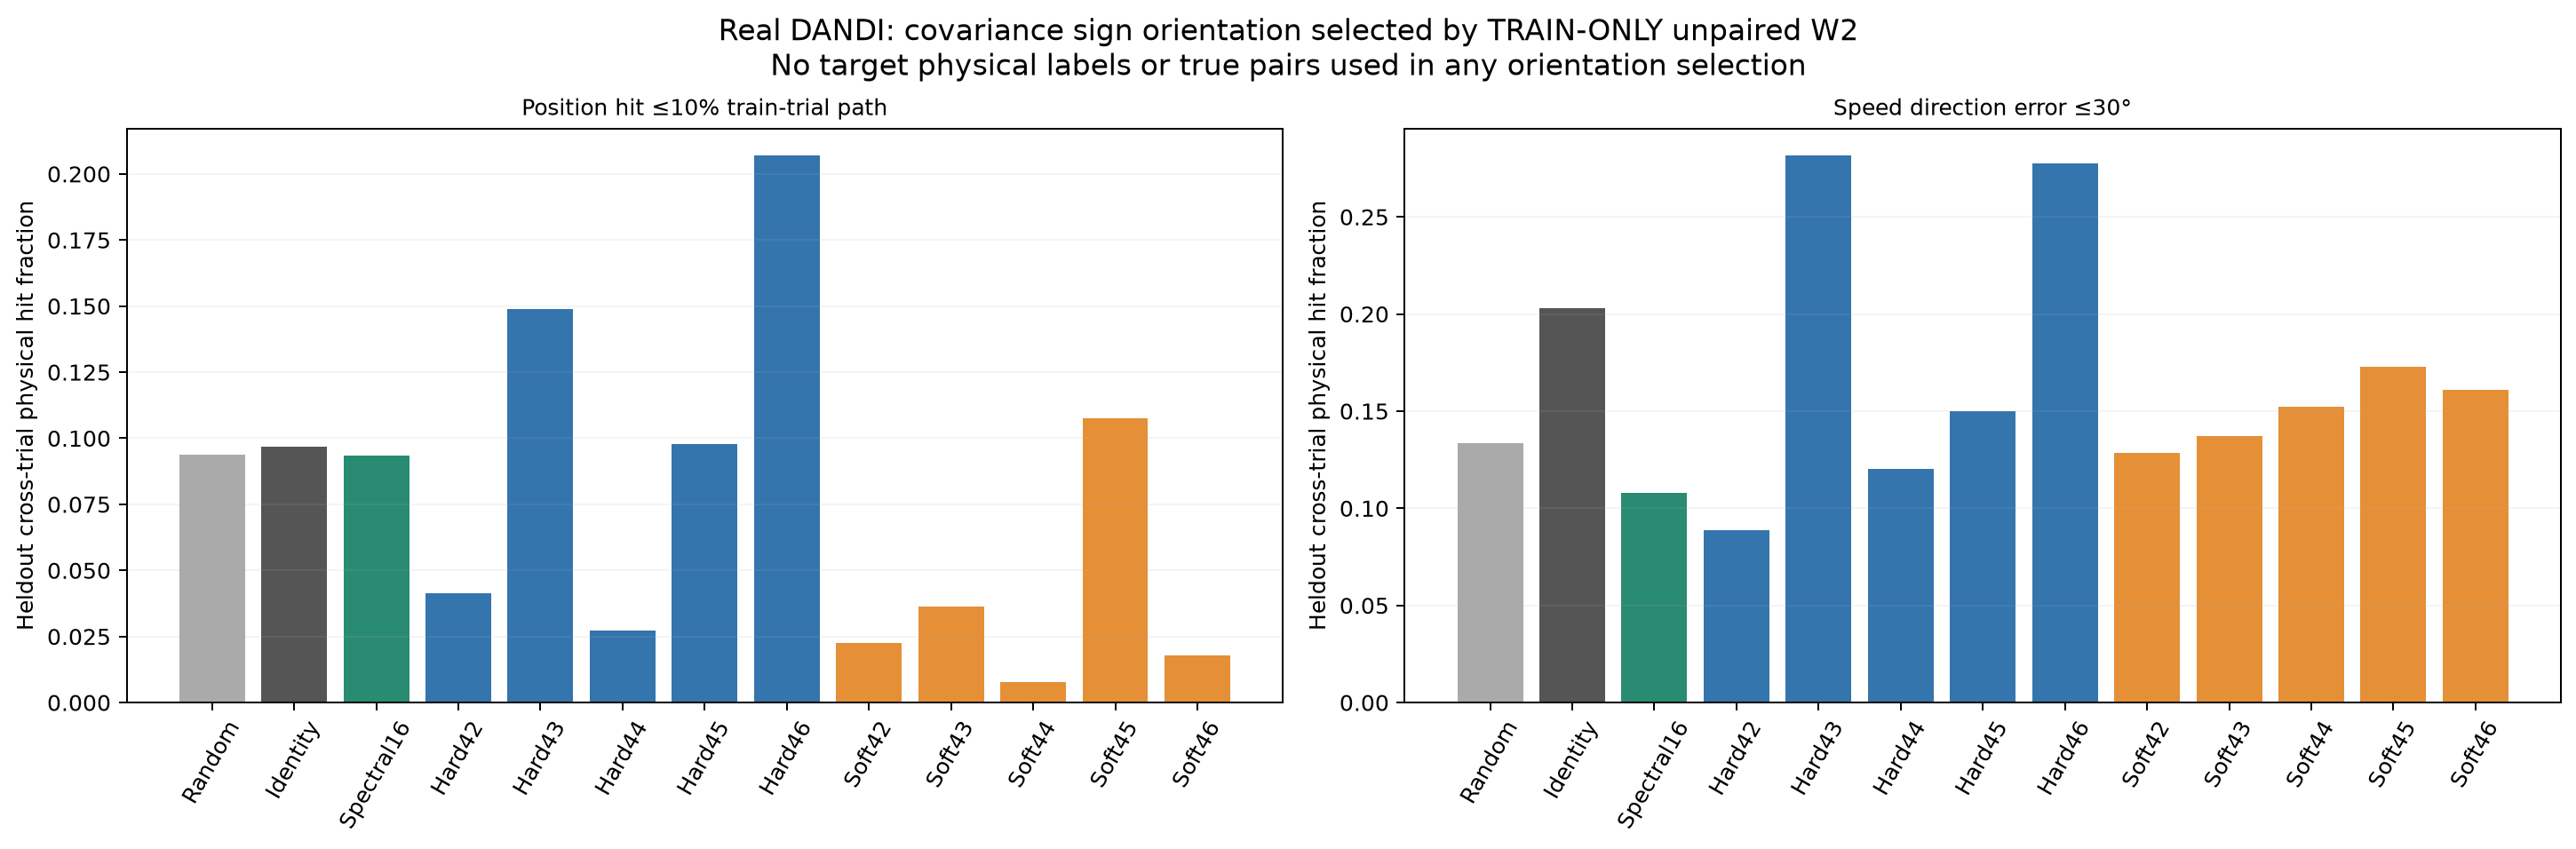 Real DANDI: covariance sign orientation selected by TRAIN-ONLY unpaired W2
No target physical labels or true pairs used in any orientation selection
Position hit ≤10% train-trial path
Heldout cross-trial physical hit fraction
0.200
0.175
0.150
0.125
0.100
0.075
0.050
0.025
0.000
Random
Identity
Spectral16
Hard42
Hard43
Hard44
Hard45
Hard46
Soft42
Soft43
Soft44
Soft45
Soft46
Speed direction error ≤30°
Heldout cross-trial physical hit fraction
0.25
0.20
0.15
0.10
0.05
0.00
Random
Identity
Spectral16
Hard42
Hard43
Hard44
Hard45
Hard46
Soft42
Soft43
Soft44
Soft45
Soft46